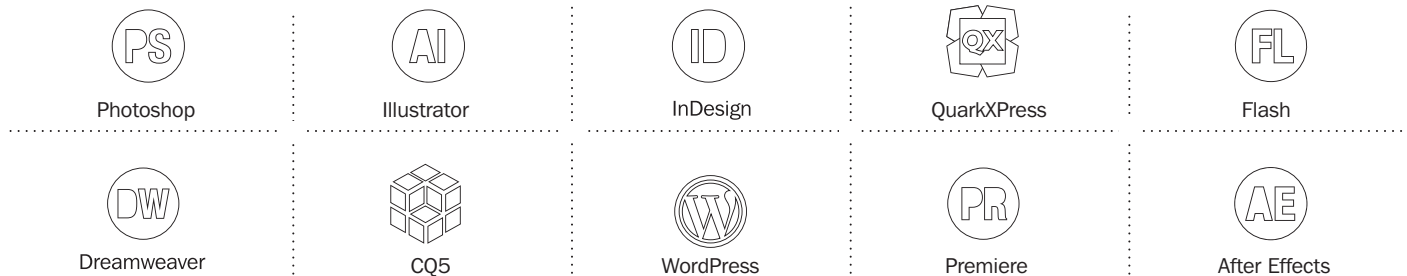 PS AI ID QX FL
Photoshop Illustrator InDesign QuarkXPress Flash
DW W PR AE
Dreamweaver CQ5 WordPress Premiere After Effects